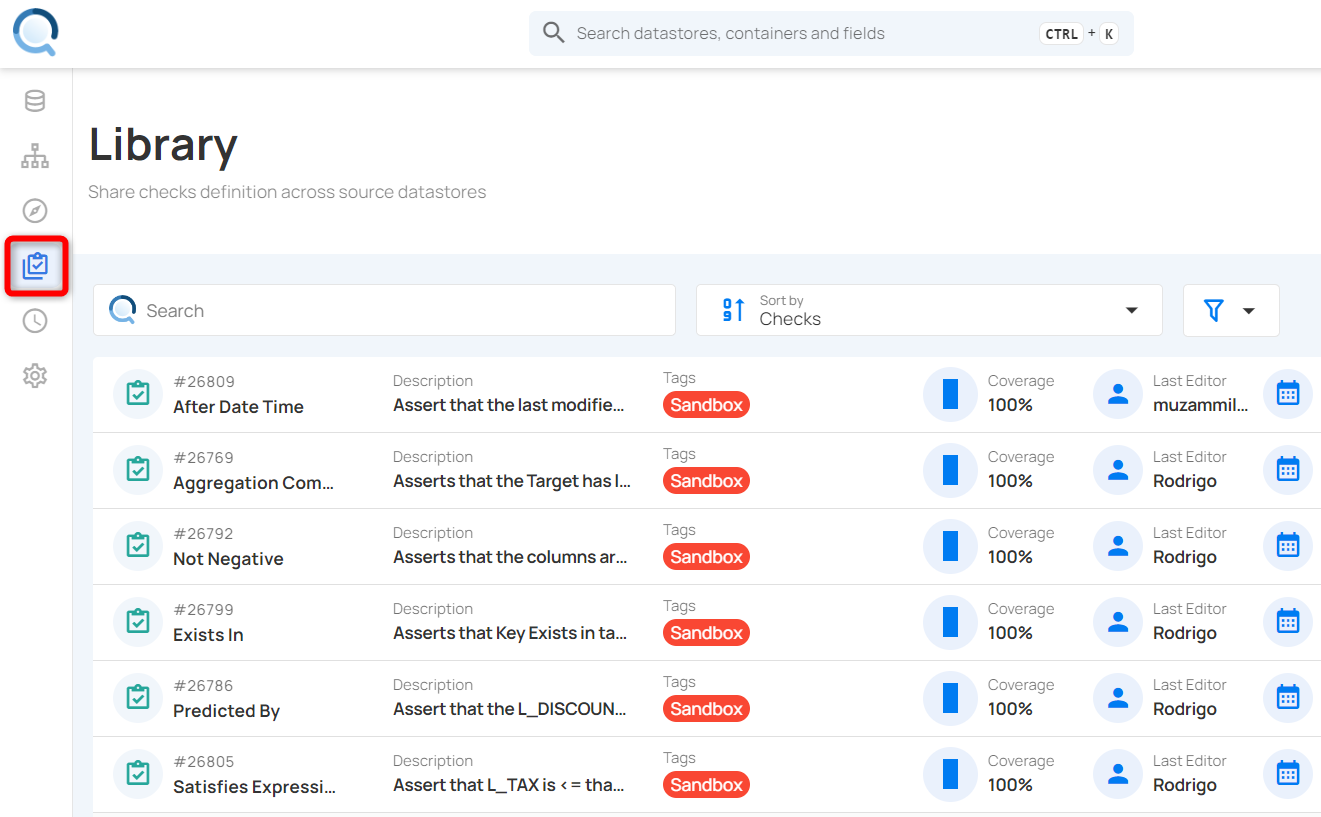 Search datastores, containers and fields
CTRL + K
Library
Share checks definition across source datastores
Search
Sort by
Checks
#26809
After Date Time
Description
Assert that the last modifie...
Tags
Sandbox
Coverage
100%
Last Editor
muzammil...
#26769
Aggregation Com...
Description
Asserts that the Target has l...
Tags
Sandbox
Coverage
100%
Last Editor
Rodrigo
#26792
Not Negative
Description
Asserts that the columns ar...
Tags
Sandbox
Coverage
100%
Last Editor
Rodrigo
#26799
Exists In
Description
Asserts that Key Exists in ta...
Tags
Sandbox
Coverage
100%
Last Editor
Rodrigo
#26786
Predicted By
Description
Assert that the L_DISCOUN...
Tags
Sandbox
Coverage
100%
Last Editor
Rodrigo
#26805
Satisfies Expressi...
Description
Assert that L_TAX is <= tha...
Tags
Sandbox
Coverage
100%
Last Editor
Rodrigo